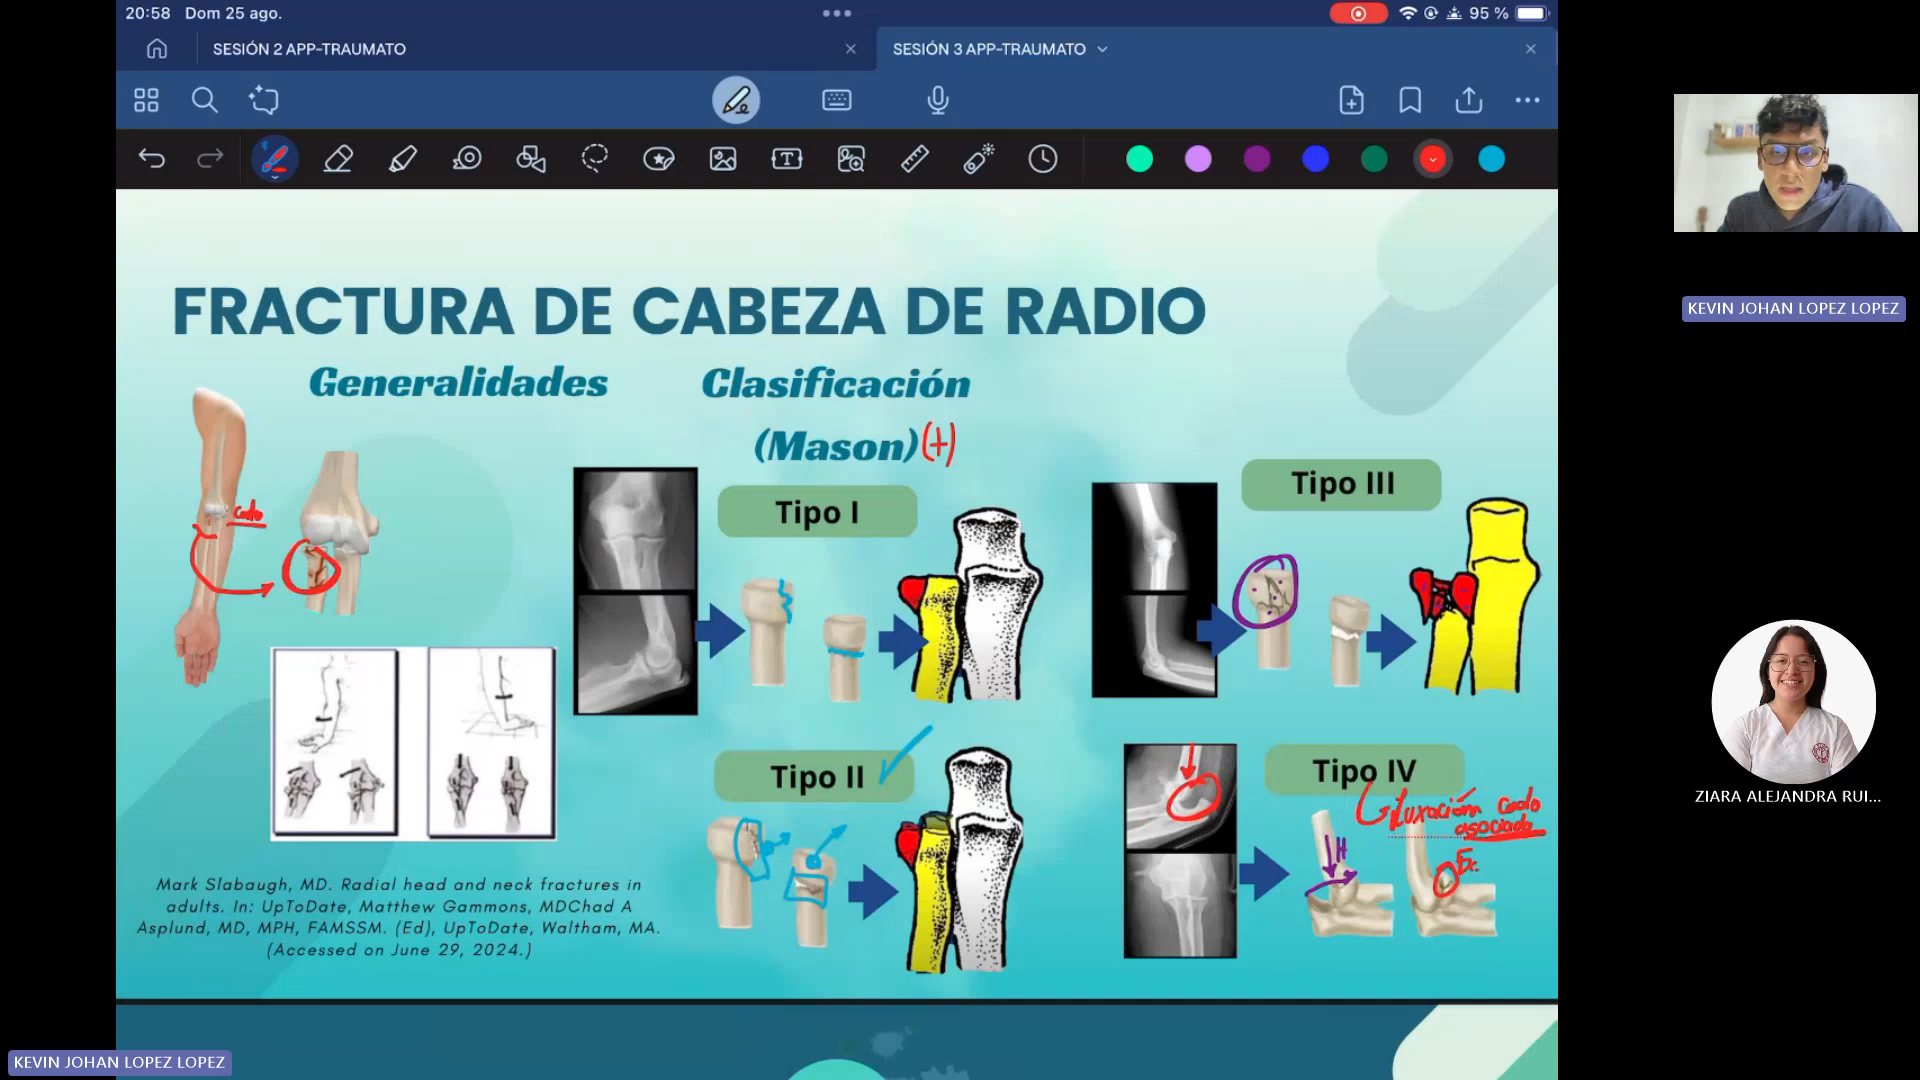 20:58 Dom 25 ago.
95 %
SESIÓN 2 APP-TRAUMATO
SESIÓN 3 APP-TRAUMATO
FRACTURA DE CABEZA DE RADIO
Generalidades
Clasificación
(Mason) (+)
Codo
Tipo I
Tipo II
Tipo III
Tipo IV
Luxación Codo
asociada
H
Ex.
Mark Slabaugh, MD. Radial head and neck fractures in
adults. In: UpToDate, Matthew Gammons, MDChad A
Asplund, MD, MPH, FAMSSM. (Ed), UpToDate, Waltham, MA.
(Accessed on June 29, 2024.)
KEVIN JOHAN LOPEZ LOPEZ
ZIARA ALEJANDRA RUI...
KEVIN JOHAN LOPEZ LOPEZ